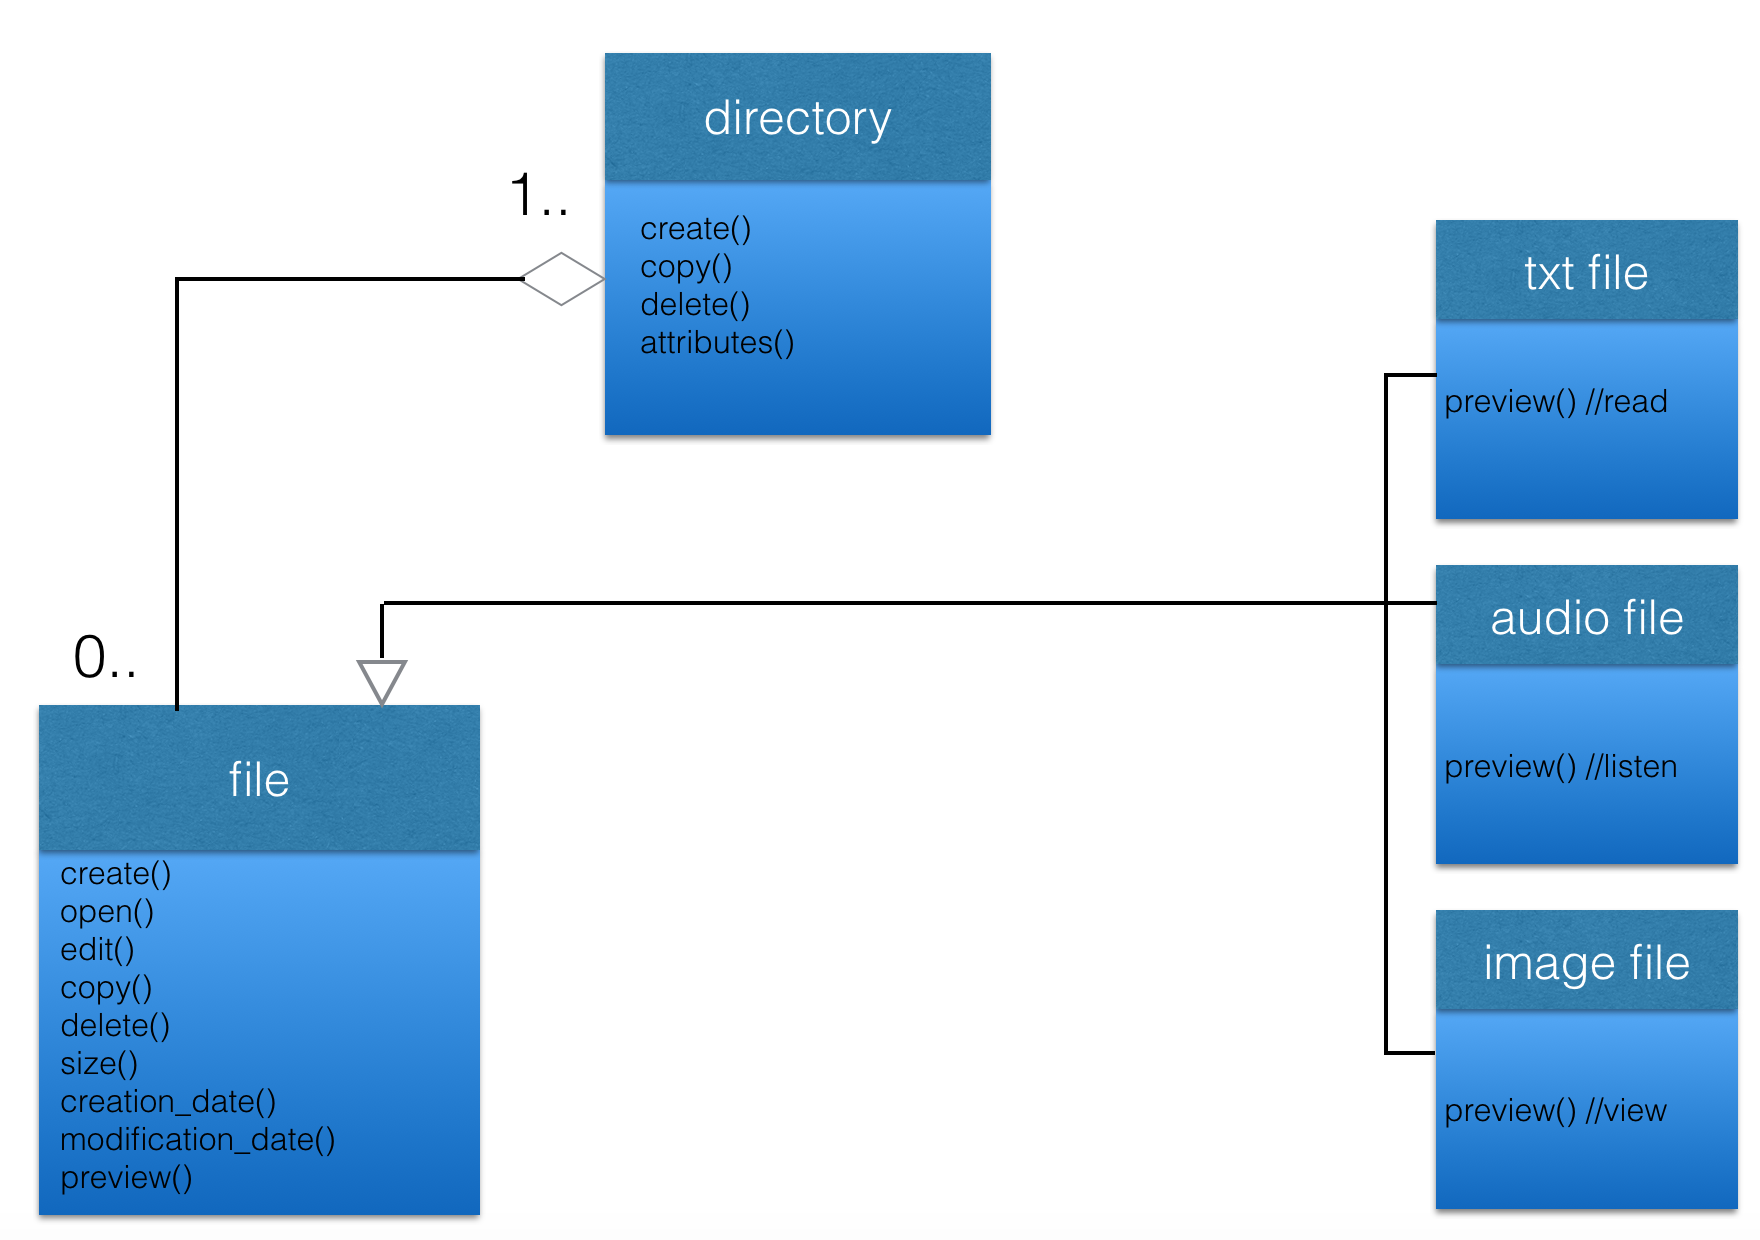 directory
create()
copy()
delete()
attributes()
1..
0..
file
create()
open()
edit()
copy()
delete()
size()
creation_date()
modification_date()
preview()
txt file
preview() //read
audio file
preview() //listen
image file
preview() //view